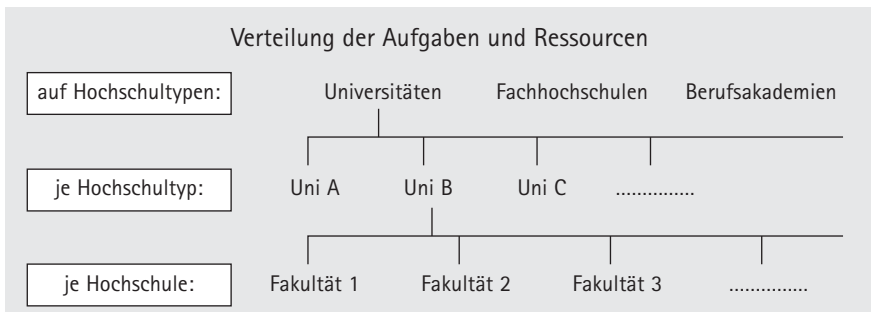 Verteilung der Aufgaben und Ressourcen
auf Hochschultypen: Universitäten Fachhochschulen Berufsakademien
je Hochschultyp: Uni A Uni B Uni C ...............
je Hochschule: Fakultät 1 Fakultät 2 Fakultät 3 ...............